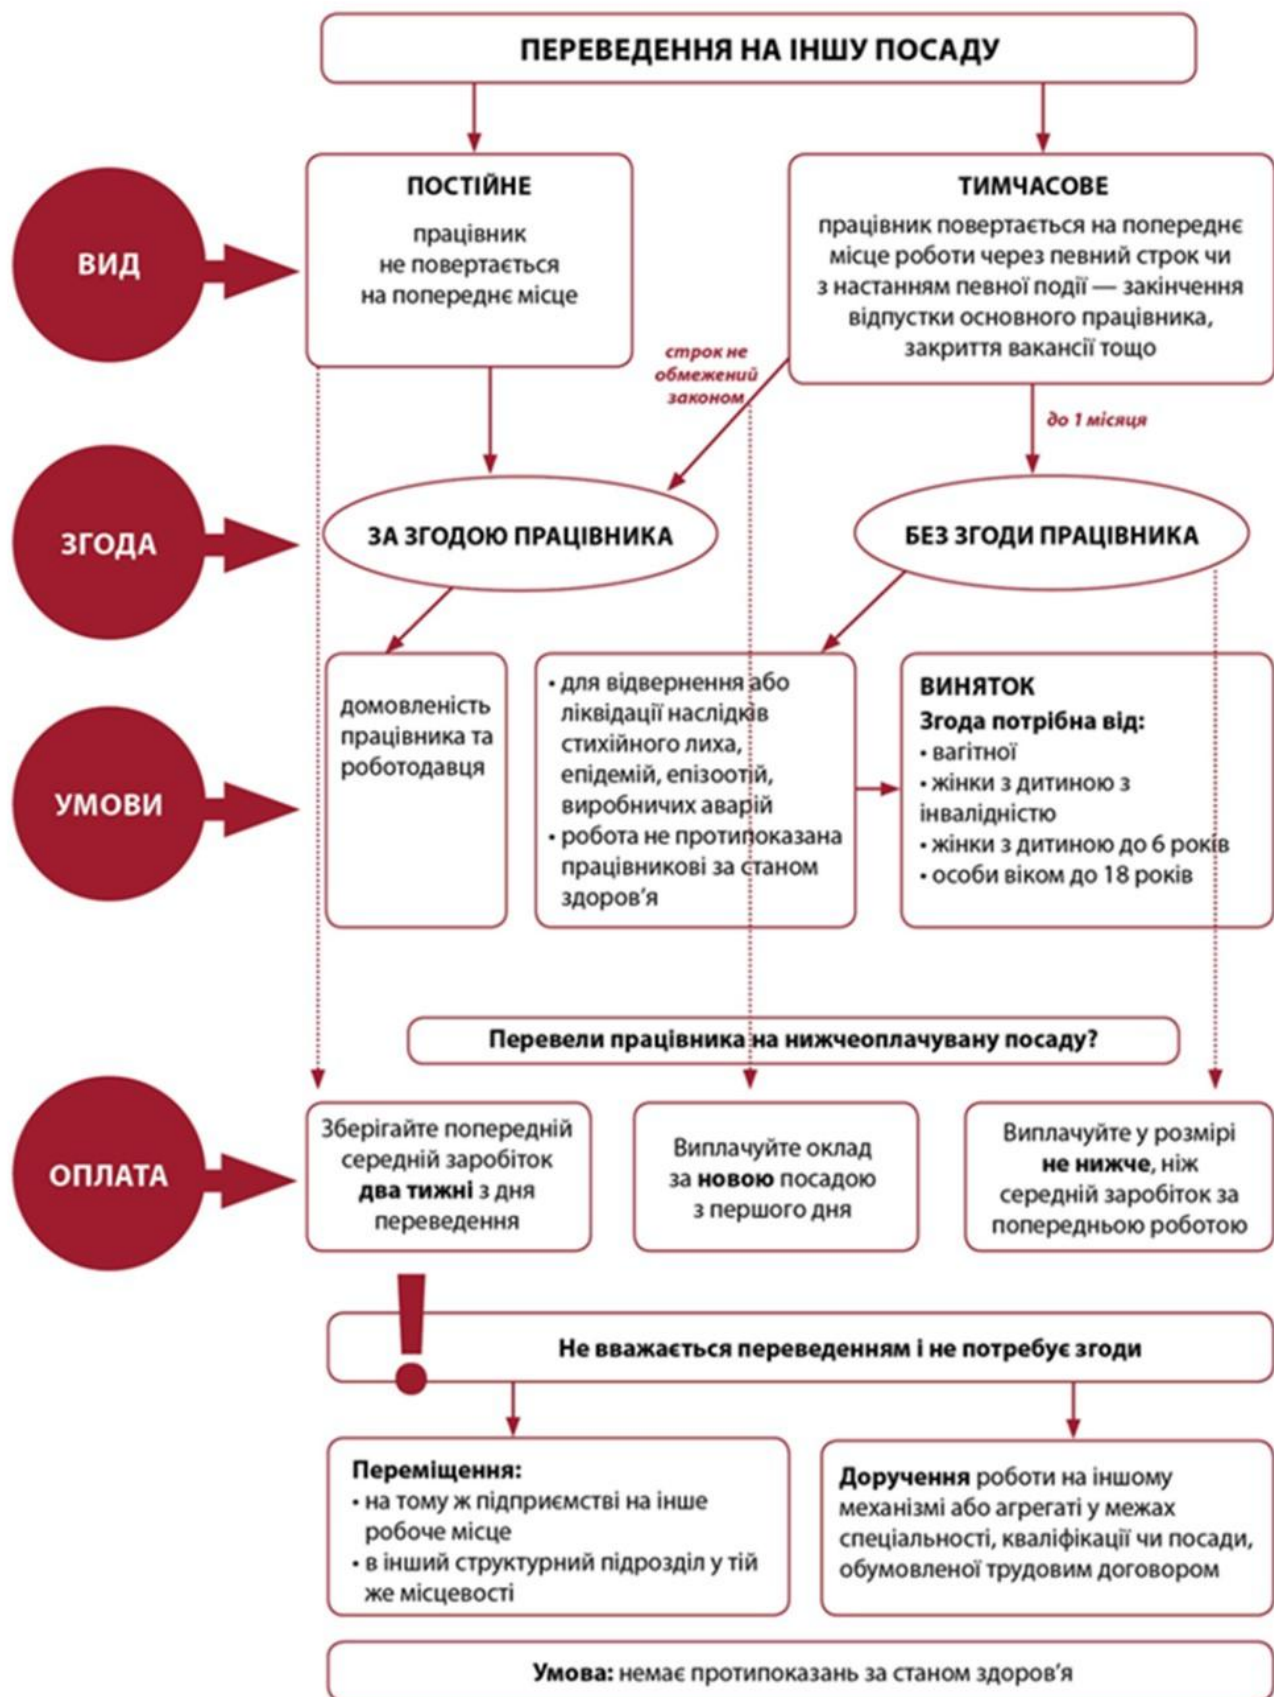 ПЕРЕВЕДЕННЯ НА ІНШУ ПОСАДУ
ВИД
ПОСТІЙНЕ
працівник
не повертається
на попереднє місце
ТИМЧАСОВЕ
працівник повертається на попереднє
місце роботи через певний строк чи
з настанням певної події — закінчення
відпустки основного працівника,
закриття вакансії тощо
строк не
обмежений
законом
до 1 місяця
ЗГОДА
ЗА ЗГОДОЮ ПРАЦІВНИКА
БЕЗ ЗГОДИ ПРАЦІВНИКА
УМОВИ
домовленість
працівника та
роботодавця
• для відвернення або
ліквідації наслідків
стихійного лиха,
епідемій, епізоотій,
виробничих аварій
• робота не протипоказана
працівникові за станом
здоров’я
ВИНЯТОК
Згода потрібна від:
• вагітної
• жінки з дитиною з
інвалідністю
• жінки з дитиною до 6 років
• особи віком до 18 років
Перевели працівника на нижчеоплачувану посаду?
ОПЛАТА
Зберігайте попередній
середній заробіток
два тижні з дня
переведення
Виплачуйте оклад
за новою посадою
з першого дня
Виплачуйте у розмірі
не нижче, ніж
середній заробіток за
попередньою роботою
!
Не вважається переведенням і не потребує згоди
Переміщення:
• на тому ж підприємстві на інше
робоче місце
• в інший структурний підрозділ у тій
же місцевості
Доручення роботи на іншому
механізмі або агрегаті у межах
спеціальності, кваліфікації чи посади,
обумовленої трудовим договором
Умова: немає протипоказань за станом здоров’я